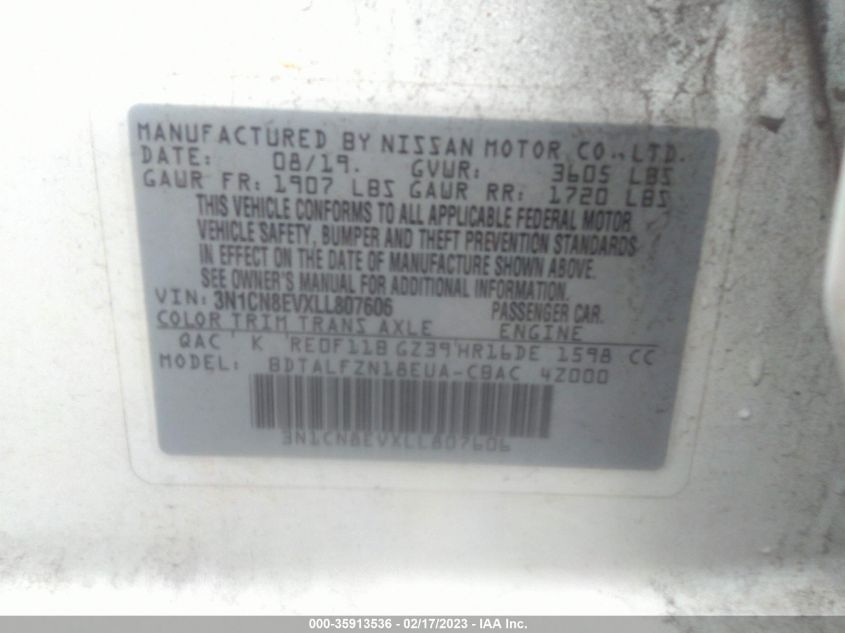 MANUFACTURED BY NISSAN MOTOR CO., LTD.
DATE: 08/19. GVWR: 3605 LBS
GAWR FR: 1907 LBS GAWR RR: 1720 LBS
THIS VEHICLE CONFORMS TO ALL APPLICABLE FEDERAL MOTOR
VEHICLE SAFETY, BUMPER AND THEFT PREVENTION STANDARDS
IN EFFECT ON THE DATE OF MANUFACTURE SHOWN ABOVE.
SEE OWNER'S MANUAL FOR ADDITIONAL INFORMATION.
VIN: 3N1CN8EVXLL807606 PASSENGER CAR.
COLOR TRIM TRANS AXLE ENGINE
QAC K RE0F11B GZ39 HR16DE 1598 CC
MODEL: BDTALFZN18EUA-CBAC 4Z000
3N1CN8EVXLL807606
000-35913536 - 02/17/2023 - IAA Inc.